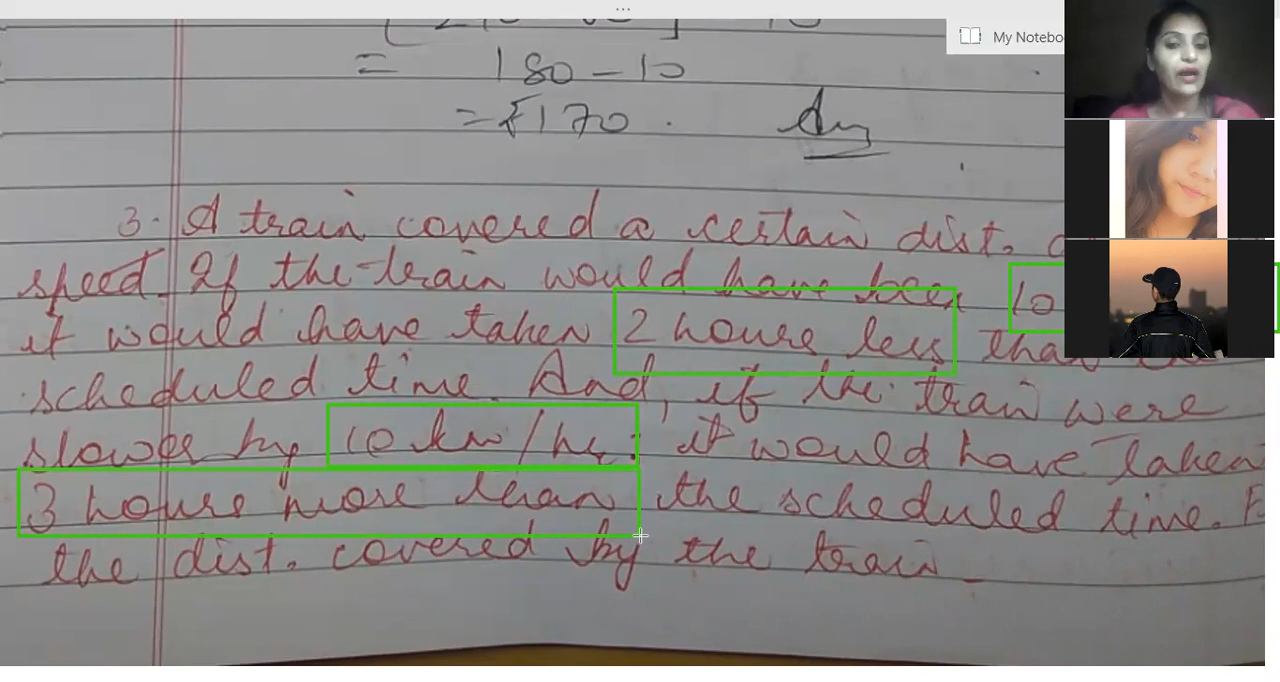 = 180 - 10
= ₹170. Ans
My Notebo
3. A train covered a certain dist.
speed. If the train would have been 10
it would have taken 2 hours less than
scheduled time. And, if the train were
slower by 10 km/hr; it would have taken
3 hours more than the scheduled time.
the dist. covered by the train.